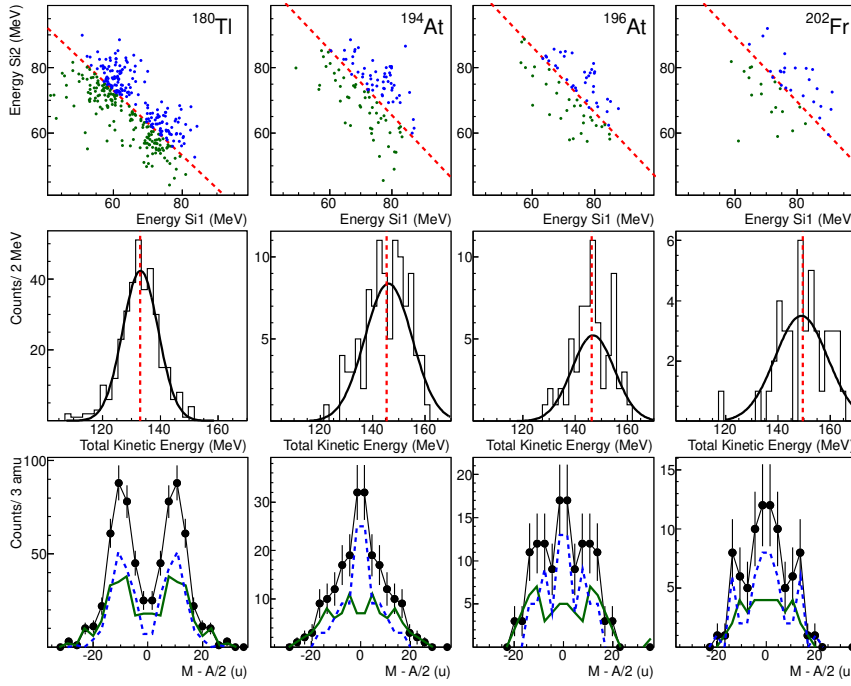 Energy Si2 (MeV)
180Tl
194At
196At
202Fr
80
60
80
60
80
60
80
60
60 80
60 80
60 80
60 80
Energy Si1 (MeV)
Energy Si1 (MeV)
Energy Si1 (MeV)
Energy Si1 (MeV)
Counts/ 2 MeV
40
20
0
10
5
10
5
6
4
2
0
120 140 160
120 140 160
120 140 160
120 140 160
Total Kinetic Energy (MeV)
Total Kinetic Energy (MeV)
Total Kinetic Energy (MeV)
Total Kinetic Energy (MeV)
Counts/ 3 amu
100
50
30
20
10
0
20
15
10
5
15
10
5
0
-20 0 20
-20 0 20
-20 0 20
-20 0 20
M - A/2 (u)
M - A/2 (u)
M - A/2 (u)
M - A/2 (u)